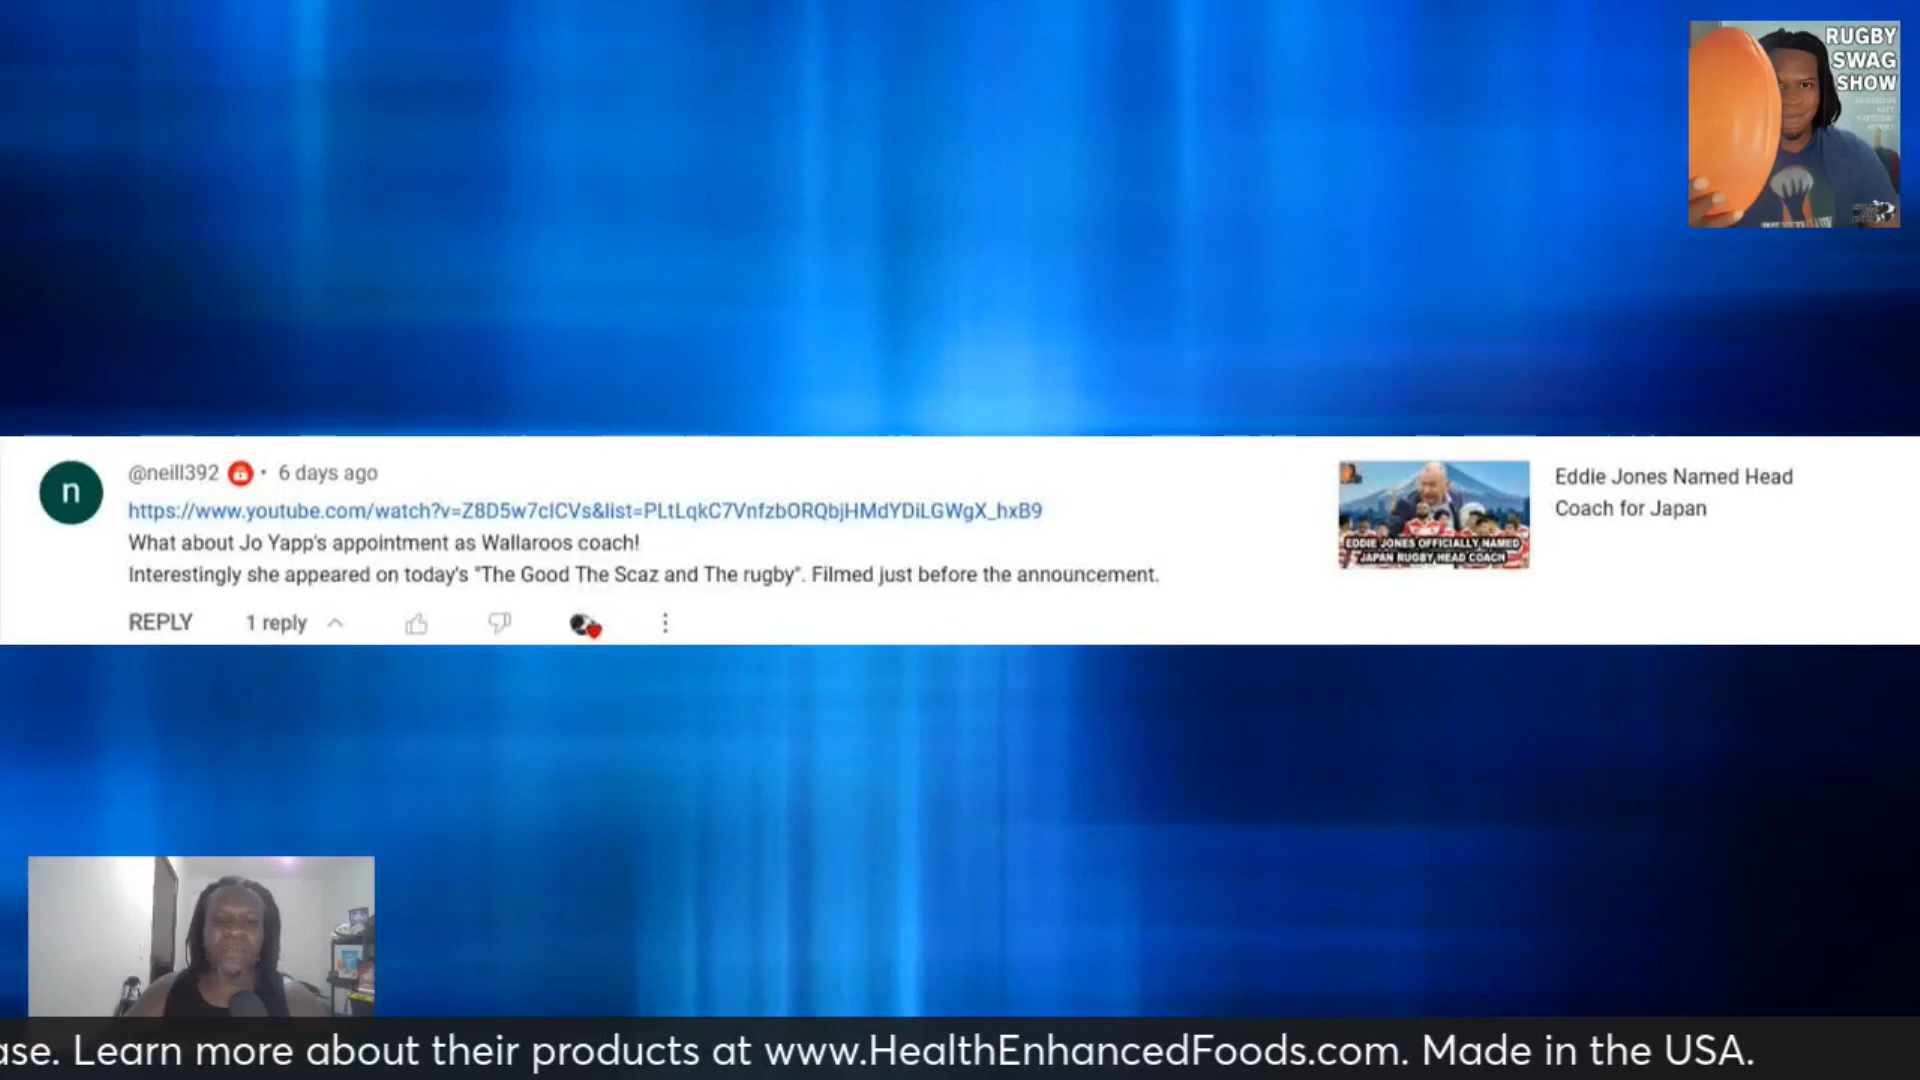 RUGBY
SWAG
SHOW
n
@neill392 · 6 days ago
https://www.youtube.com/watch?v=Z8D5w7cICVs&list=PLtLqkC7VnfzbORQbjHMdYDiLGWgX_hxB9
What about Jo Yapp's appointment as Wallaroos coach!
Interestingly she appeared on today's "The Good The Scaz and The rugby". Filmed just before the announcement.
REPLY 1 reply
EDDIE JONES OFFICIALLY NAMED
JAPAN RUGBY HEAD COACH
Eddie Jones Named Head
Coach for Japan
ase. Learn more about their products at www.HealthEnhancedFoods.com. Made in the USA.